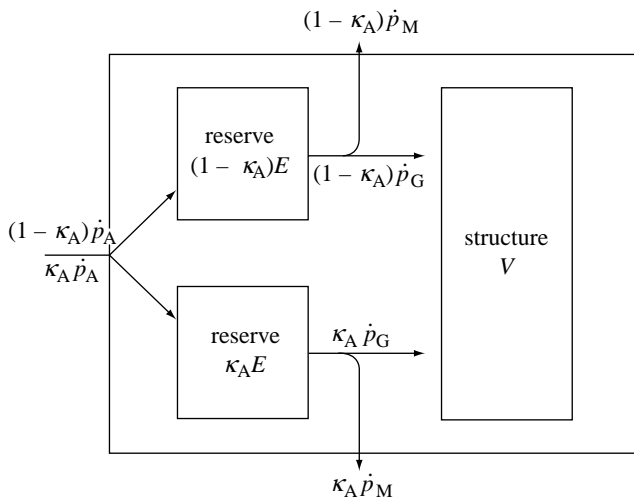 (1 – κ_A)ṗ_M
reserve
(1 – κ_A)E
(1 – κ_A)ṗ_G
(1 – κ_A)ṗ_A
κ_A ṗ_A
structure
V
reserve
κ_A E
κ_A ṗ_G
κ_A ṗ_M